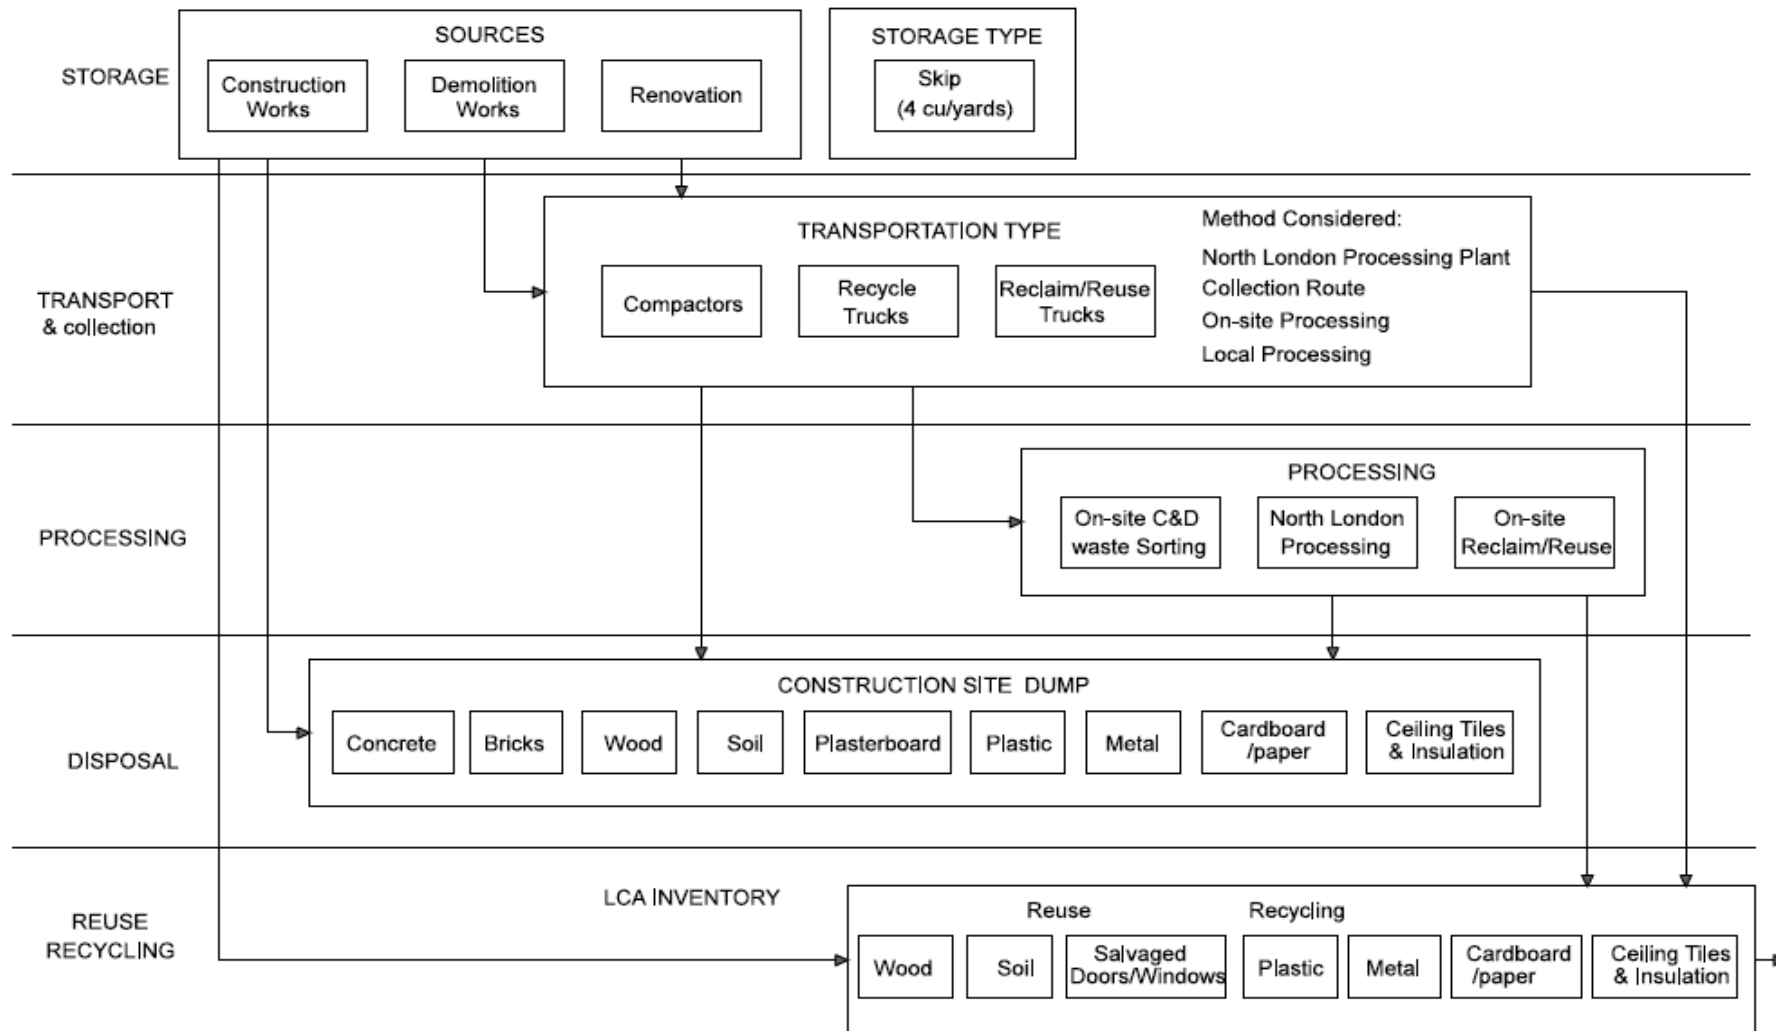 SOURCES
STORAGE TYPE
STORAGE
Construction
Works
Demolition
Works
Renovation
Skip
(4 cu/yards)
TRANSPORT
& collection
TRANSPORTATION TYPE
Compactors
Recycle
Trucks
Reclaim/Reuse
Trucks
Method Considered:
North London Processing Plant
Collection Route
On-site Processing
Local Processing
PROCESSING
PROCESSING
On-site C&D
waste Sorting
North London
Processing
On-site
Reclaim/Reuse
DISPOSAL
CONSTRUCTION SITE DUMP
Concrete
Bricks
Wood
Soil
Plasterboard
Plastic
Metal
Cardboard
/paper
Ceiling Tiles
& Insulation
REUSE
RECYCLING
LCA INVENTORY
Reuse
Recycling
Wood
Soil
Salvaged
Doors/Windows
Plastic
Metal
Cardboard
/paper
Ceiling Tiles
& Insulation